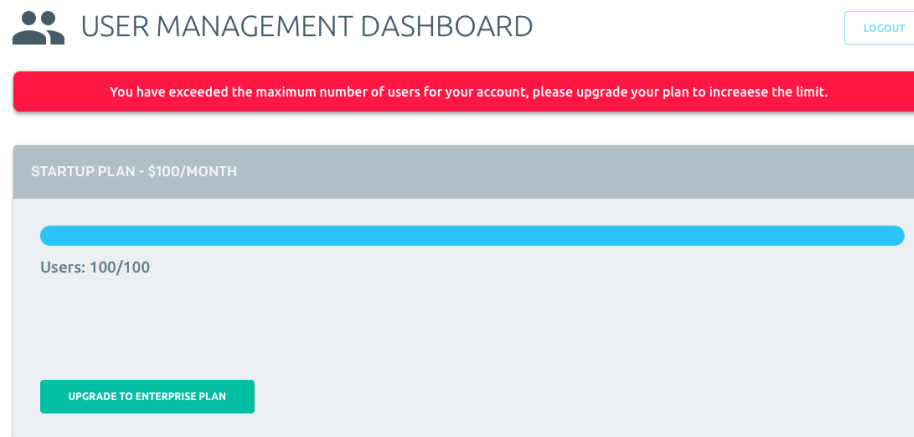 USER MANAGEMENT DASHBOARD
LOGOUT
You have exceeded the maximum number of users for your account, please upgrade your plan to increaese the limit.
STARTUP PLAN - $100/MONTH
Users: 100/100
UPGRADE TO ENTERPRISE PLAN